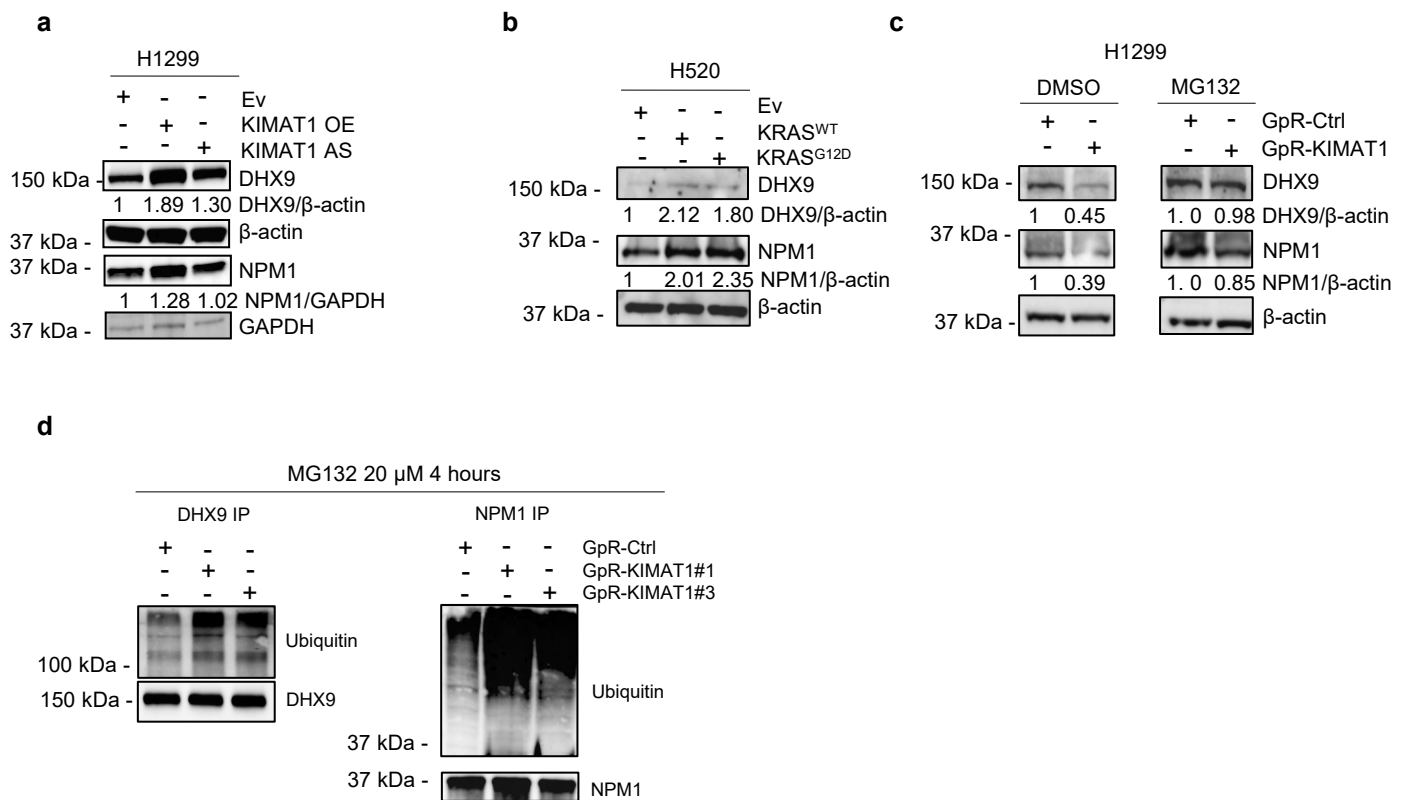 a
H1299
+ - - Ev
- + - KIMAT1 OE
- - + KIMAT1 AS
150 kDa - DHX9
1 1.89 1.30 DHX9/β-actin
37 kDa - β-actin
37 kDa - NPM1
1 1.28 1.02 NPM1/GAPDH
37 kDa - GAPDH
b
H520
+ - - Ev
- + - KRASWT
- - + KRASG12D
150 kDa - DHX9
1 2.12 1.80 DHX9/β-actin
37 kDa - NPM1
1 2.01 2.35 NPM1/β-actin
37 kDa - β-actin
c
H1299
DMSO MG132
+ - + - GpR-Ctrl
- + - + GpR-KIMAT1
150 kDa - DHX9
1 0.45 1. 0 0.98 DHX9/β-actin
37 kDa - NPM1
1 0.39 1. 0 0.85 NPM1/β-actin
37 kDa - β-actin
d
MG132 20 µM 4 hours
DHX9 IP NPM1 IP
+ - - + - - GpR-Ctrl
- + - - + - GpR-KIMAT1#1
- - + - - + GpR-KIMAT1#3
100 kDa - Ubiquitin
150 kDa - DHX9
Ubiquitin
37 kDa -
37 kDa - NPM1